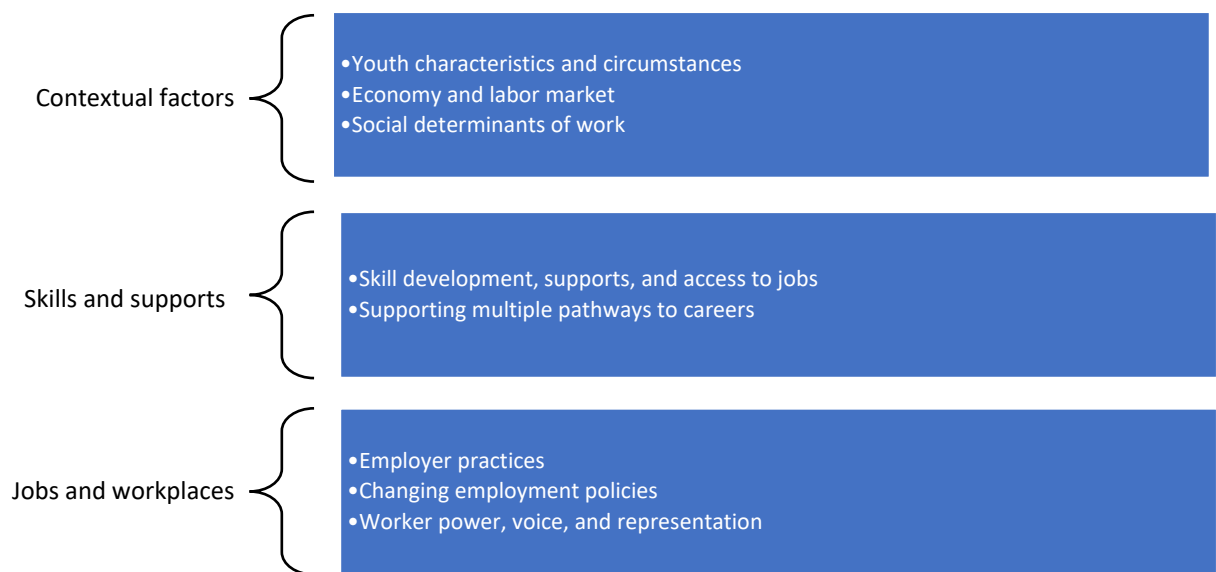 Contextual factors
•Youth characteristics and circumstances
•Economy and labor market
•Social determinants of work
Skills and supports
•Skill development, supports, and access to jobs
•Supporting multiple pathways to careers
Jobs and workplaces
•Employer practices
•Changing employment policies
•Worker power, voice, and representation